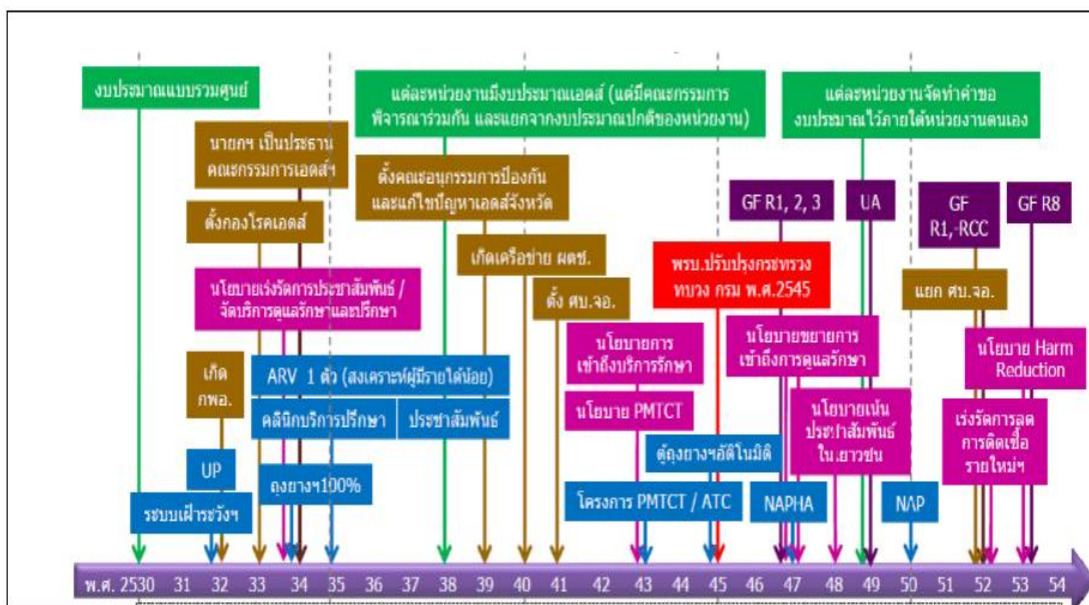 งบประมาณแบบรวมศูนย์
แต่ละหน่วยงานมีงบประมาณเอดส์ (แต่มีคณะกรรมการ
พิจารณาร่วมกัน และแยกจากงบประมาณปกติของหน่วยงาน)
แต่ละหน่วยงานจัดทำคำขอ
งบประมาณไว้ภายใต้หน่วยงานตนเอง
นายกฯ เป็นประธาน
คณะกรรมการเอดส์ฯ
ตั้งคณะอนุกรรมการป้องกัน
และแก้ไขปัญหาเอดส์จังหวัด
GF R1, 2, 3
UA
GF
R1,-RCC
GF R8
ตั้งกองโรคเอดส์
เกิดเครือข่าย ผตช.
พรบ.ปรับปรุงกระทรวง
ทบวง กรม พ.ศ.2545
นโยบายเร่งรัดการประชาสัมพันธ์ /
จัดบริการดูแลรักษาและปรึกษา
ตั้ง ศบ.จอ.
แยก ศบ.จอ.
นโยบายการ
เข้าถึงบริการรักษา
นโยบายขยายการ
เข้าถึงการดูแลรักษา
นโยบาย Harm
Reduction
เกิด
กพอ.
ARV 1 ตัว (สงเคราะห์ผู้มีรายได้น้อย)
คลินิกบริการปรึกษา
ประชาสัมพันธ์
นโยบาย PMTCT
นโยบายเน้น
ประชาสัมพันธ์
ในเยาวชน
เร่งรัดการลด
การติดเชื้อ
รายใหม่ฯ
UP
ถุงยางฯ100%
ตู้ถุงยางฯอัติโนมิติ
ระบบเฝ้าระวังฯ
โครงการ PMTCT / ATC
NAPHA
NAP
พ.ศ. 2530 31 32 33 34 35 36 37 38 39 40 41 42 43 44 45 46 47 48 49 50 51 52 53 54